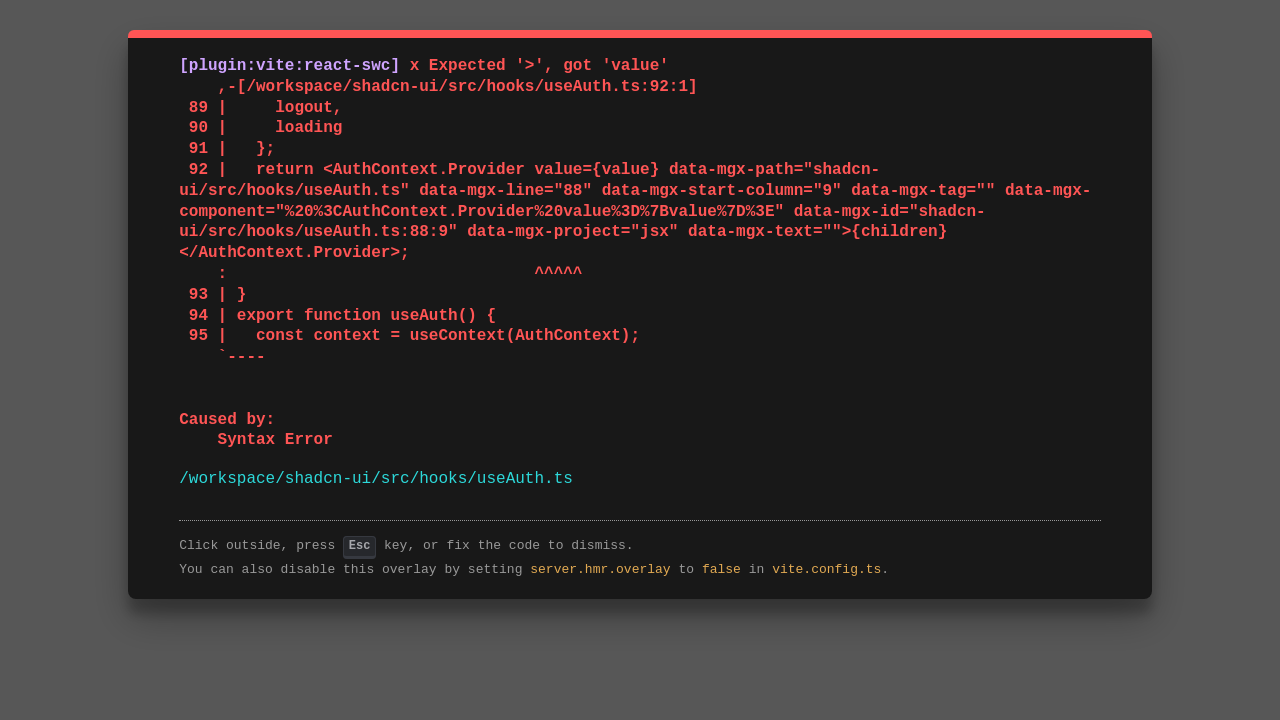 [plugin:vite:react-swc] x Expected '>', got 'value'
    ,-[/workspace/shadcn-ui/src/hooks/useAuth.ts:92:1]
 89 |     logout,
 90 |     loading
 91 |   };
 92 |   return <AuthContext.Provider value={value} data-mgx-path="shadcn-
ui/src/hooks/useAuth.ts" data-mgx-line="88" data-mgx-start-column="9" data-mgx-tag="" data-mgx-
component="%20%3CAuthContext.Provider%20value%3D%7Bvalue%7D%3E" data-mgx-id="shadcn-
ui/src/hooks/useAuth.ts:88:9" data-mgx-project="jsx" data-mgx-text="">{children}
</AuthContext.Provider>;
    :                                ^^^^^
 93 | }
 94 | export function useAuth() {
 95 |   const context = useContext(AuthContext);
    `----
Caused by:
    Syntax Error
/workspace/shadcn-ui/src/hooks/useAuth.ts
Click outside, press Esc key, or fix the code to dismiss.
You can also disable this overlay by setting server.hmr.overlay to false in vite.config.ts.